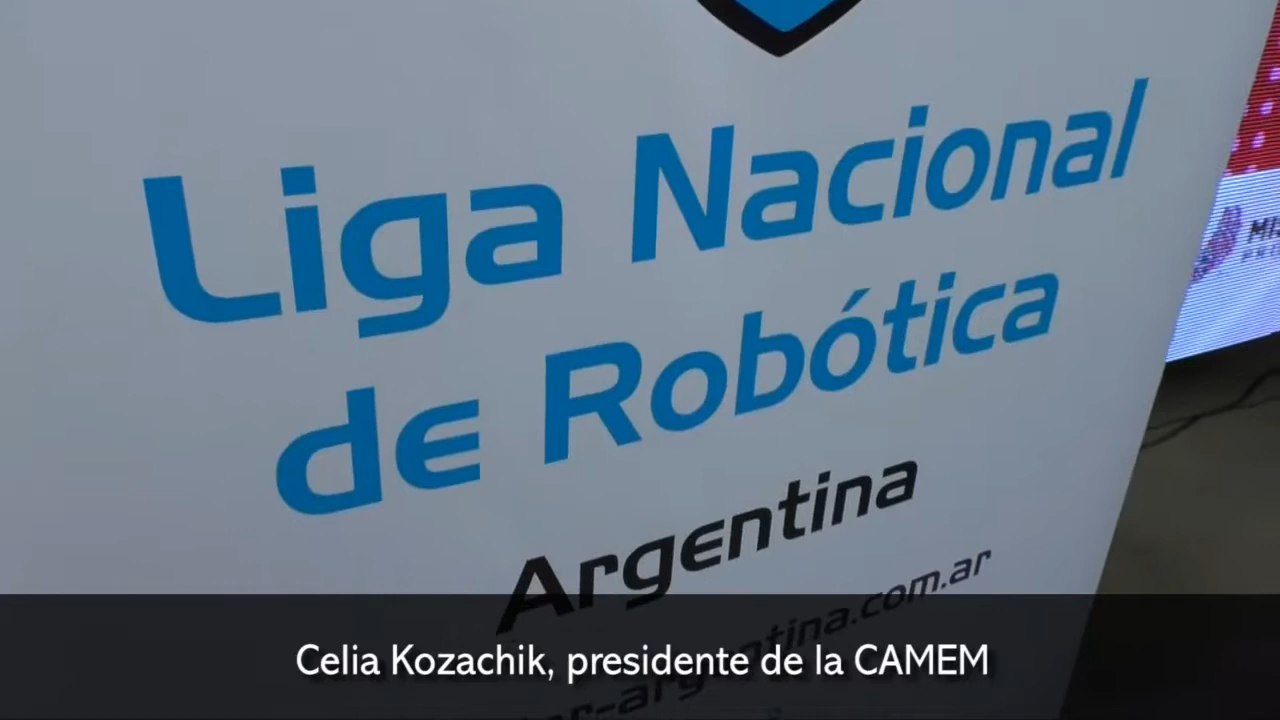 Liga Nacional
de Robótica
Argentina
Celia Kozachik, presidente de la CAMEM